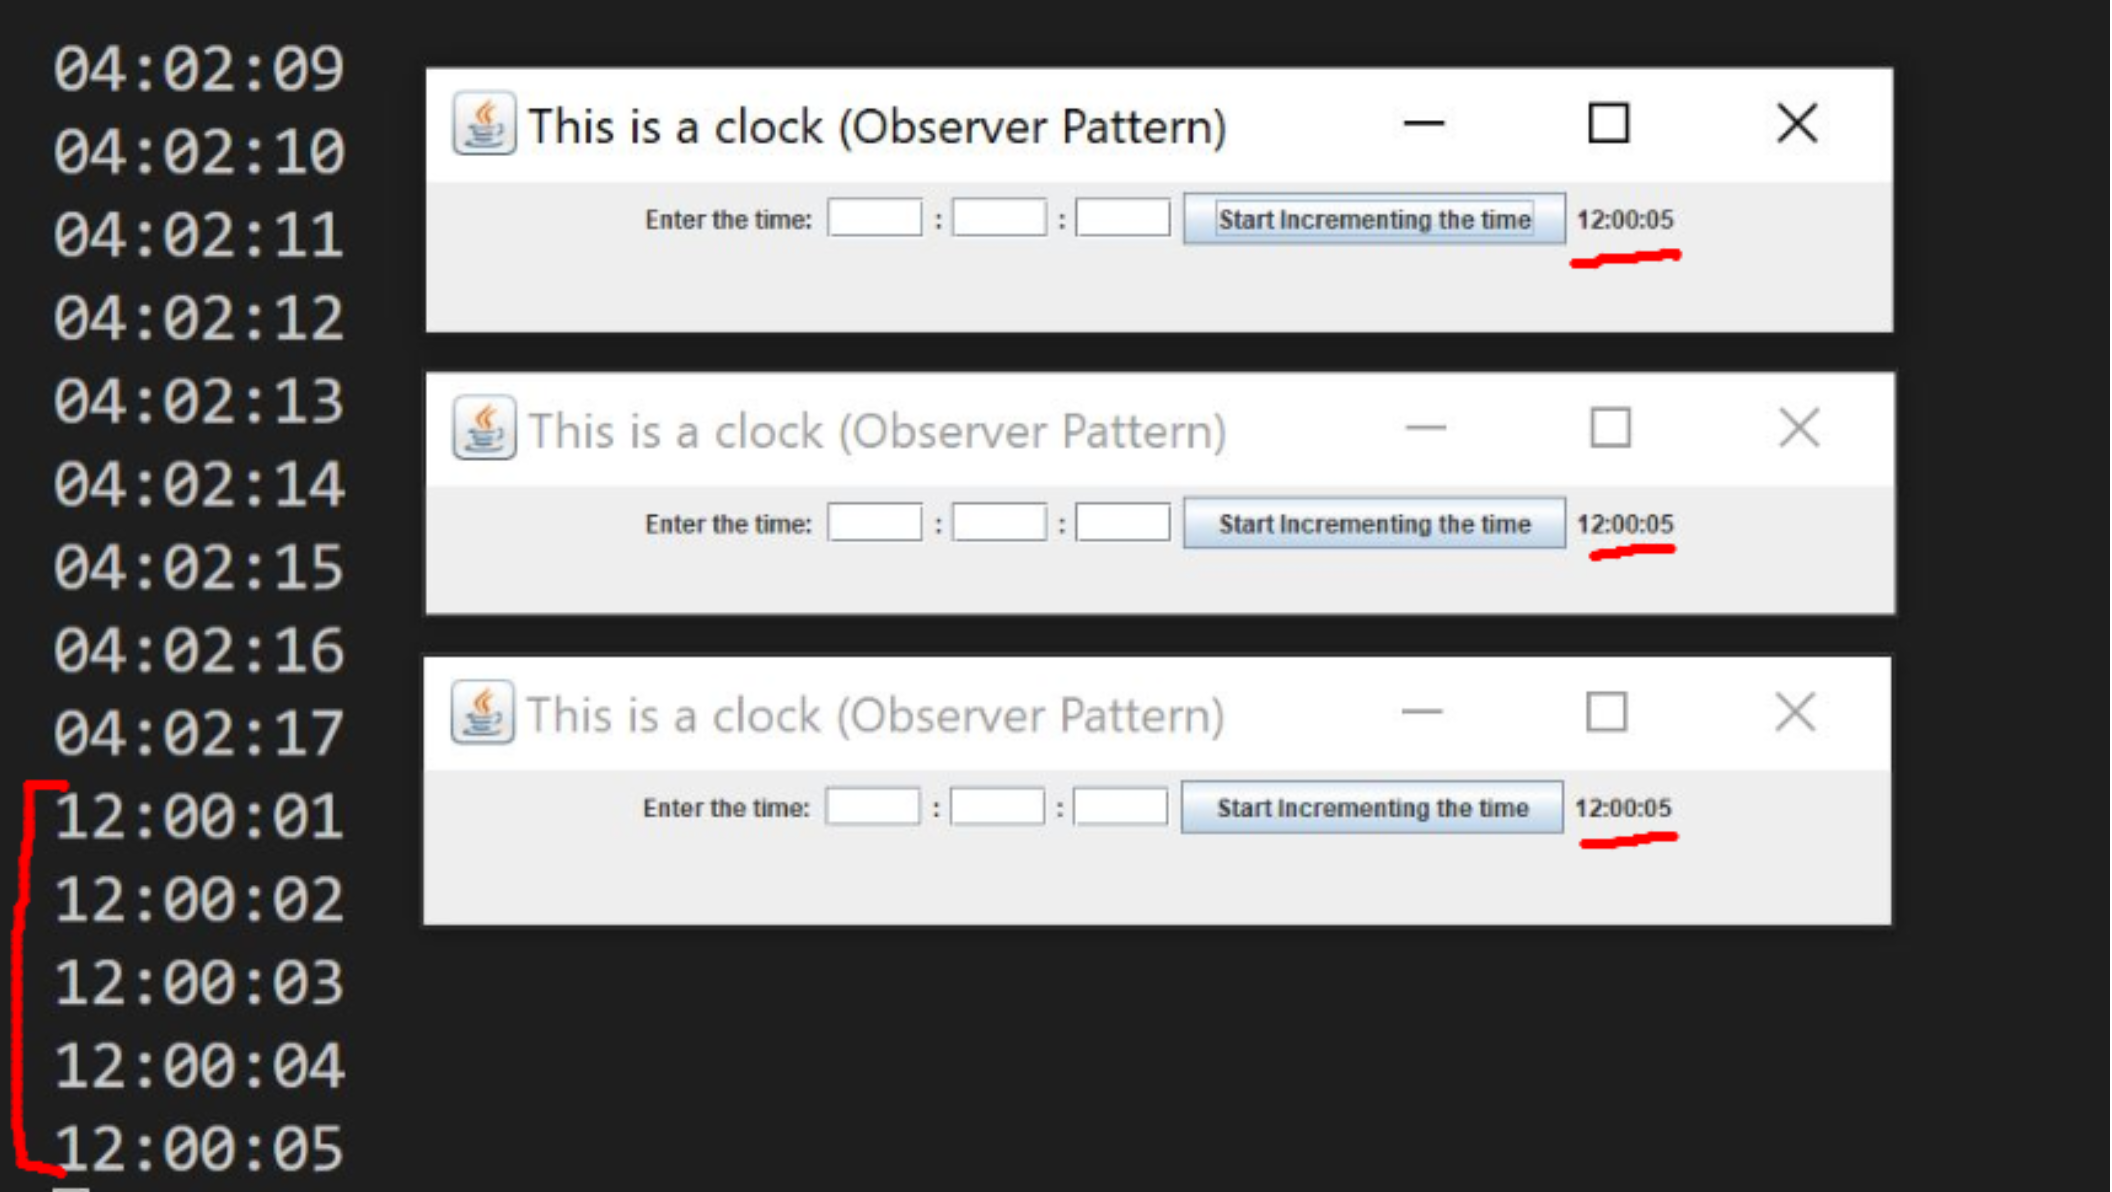 04:02:09
04:02:10
04:02:11
04:02:12
04:02:13
04:02:14
04:02:15
04:02:16
04:02:17
12:00:01
12:00:02
12:00:03
12:00:04
12:00:05
This is a clock (Observer Pattern)
Enter the time: : : Start Incrementing the time 12:00:05
This is a clock (Observer Pattern)
Enter the time: : : Start Incrementing the time 12:00:05
This is a clock (Observer Pattern)
Enter the time: : : Start Incrementing the time 12:00:05